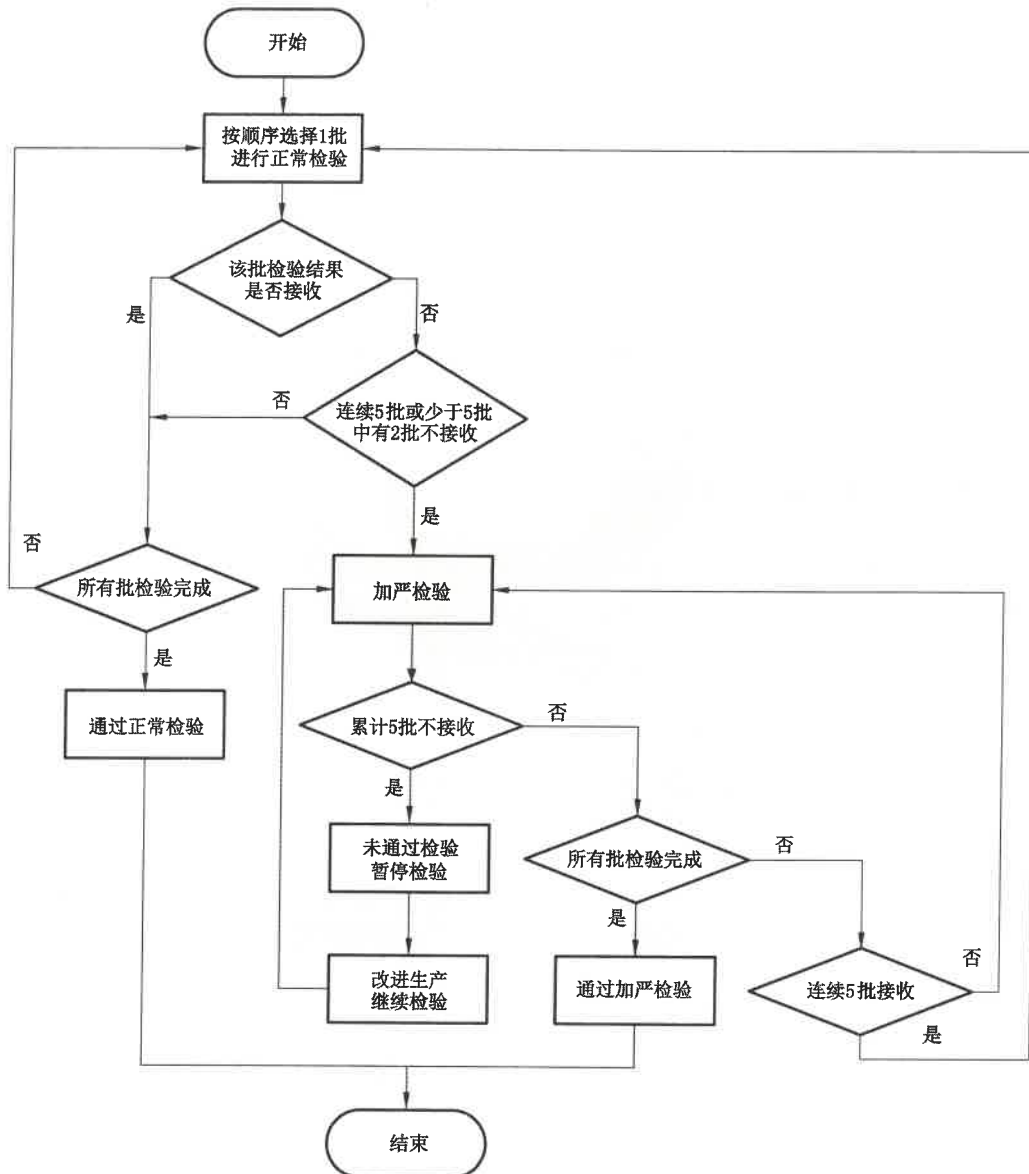 开始
按顺序选择1批
进行正常检验
该批检验结果
是否接收
是
否
连续5批或少于5批
中有2批不接收
否
是
否
所有批检验完成
加严检验
是
通过正常检验
累计5批不接收
否
是
未通过检验
暂停检验
所有批检验完成
否
是
改进生产
继续检验
通过加严检验
连续5批接收
否
是
结束